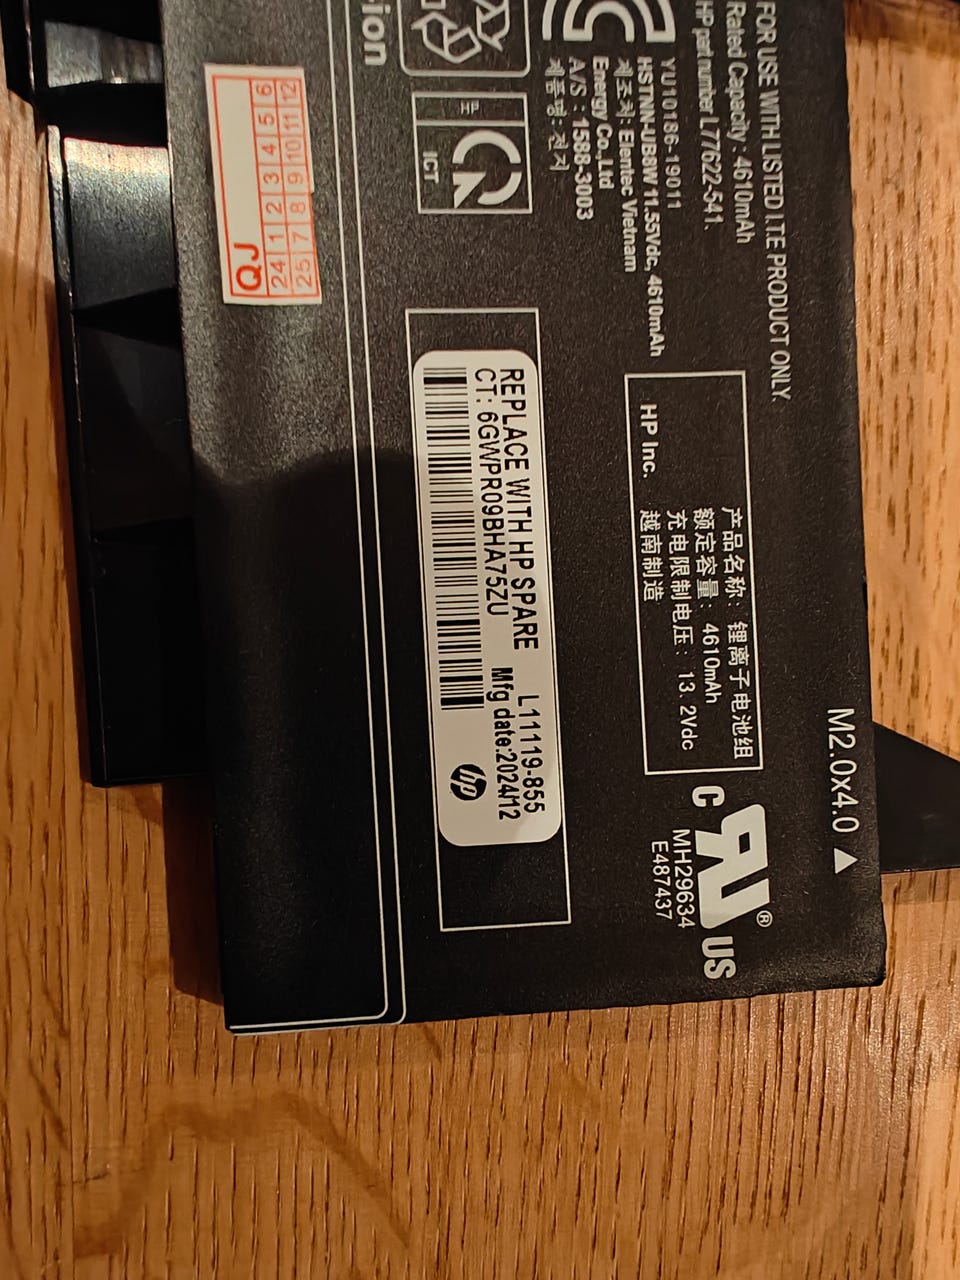 FOR USE WITH LISTED I.T.E PRODUCT ONLY.
Rated Capacity: 4610mAh
HP part number L77622-541.
YU10186-19011
HSTNN-UB8W 11.55Vdc, 4610mAh
제조처: Elentec Vietnam
Energy Co.,Ltd
A/S : 1588-3003
제품명: 전지
ICT
ion
产品名称: 锂离子电池组
额定容量: 4610mAh
充电限制电压: 13.2Vdc
HP Inc. 越南制造
M2.0x4.0
C US
®
MH29634
E487437
REPLACE WITH HP SPARE L11119-855
CT: 6GWPR09BHA75ZU Mfg date:2024/12
hp
QJ
24 1 2 3 4 5 6
25 7 8 9 10 11 12